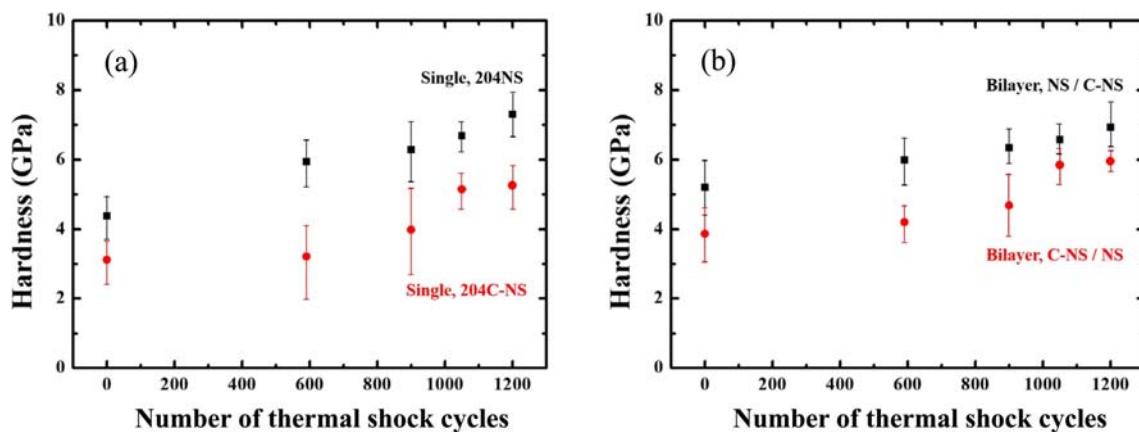 (a)
Single, 204NS
Single, 204C-NS
Hardness (GPa)
10
8
6
4
2
0
0 200 400 600 800 1000 1200
Number of thermal shock cycles
(b)
Bilayer, NS / C-NS
Bilayer, C-NS / NS
Hardness (GPa)
10
8
6
4
2
0
0 200 400 600 800 1000 1200
Number of thermal shock cycles